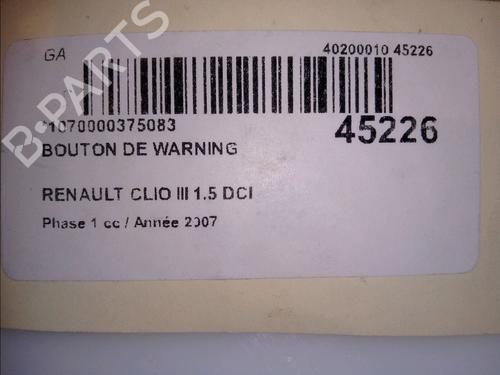 GA
40200010 45226
*1070000375083
45226
BOUTON DE WARNING
RENAULT CLIO III 1.5 DCI
Phase 1 cc / Année 2007
B-PARTS